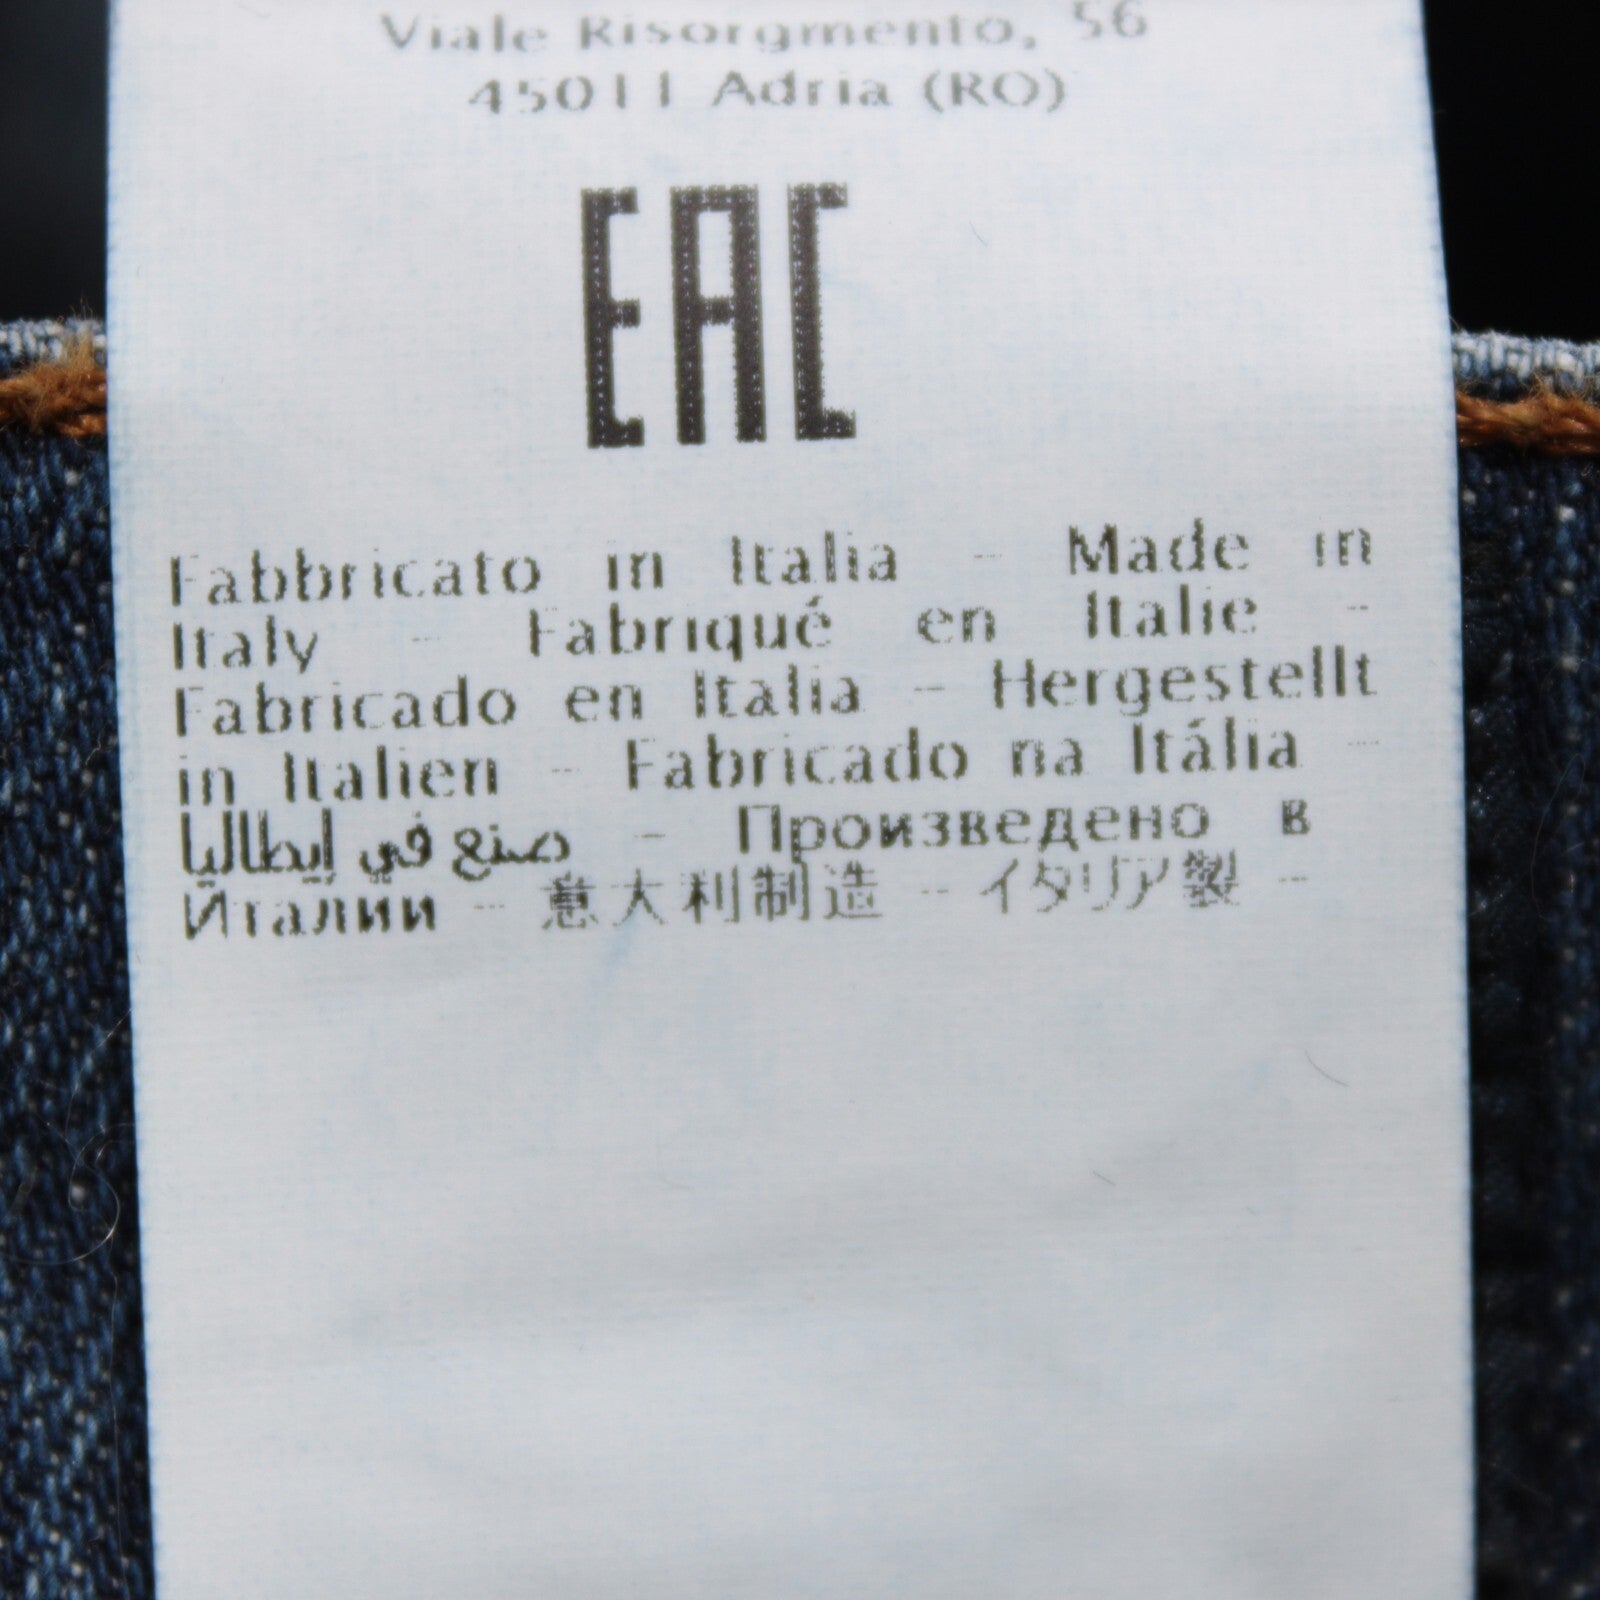 Viale Risorgmento, 56
45011 Adria (RO)
EAC
Fabbricato in Italia - Made in
Italy - Fabriqué en Italie -
Fabricado en Italia - Hergestellt
in Italien - Fabricado na Itália -
صنع في إيطاليا - Произведено в
Италии - 意大利制造 - イタリア製 -